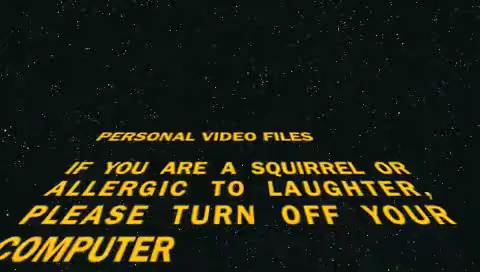 PERSONAL VIDEO FILES
IF YOU ARE A SQUIRREL OR
ALLERGIC TO LAUGHTER,
PLEASE TURN OFF YOUR
COMPUTER